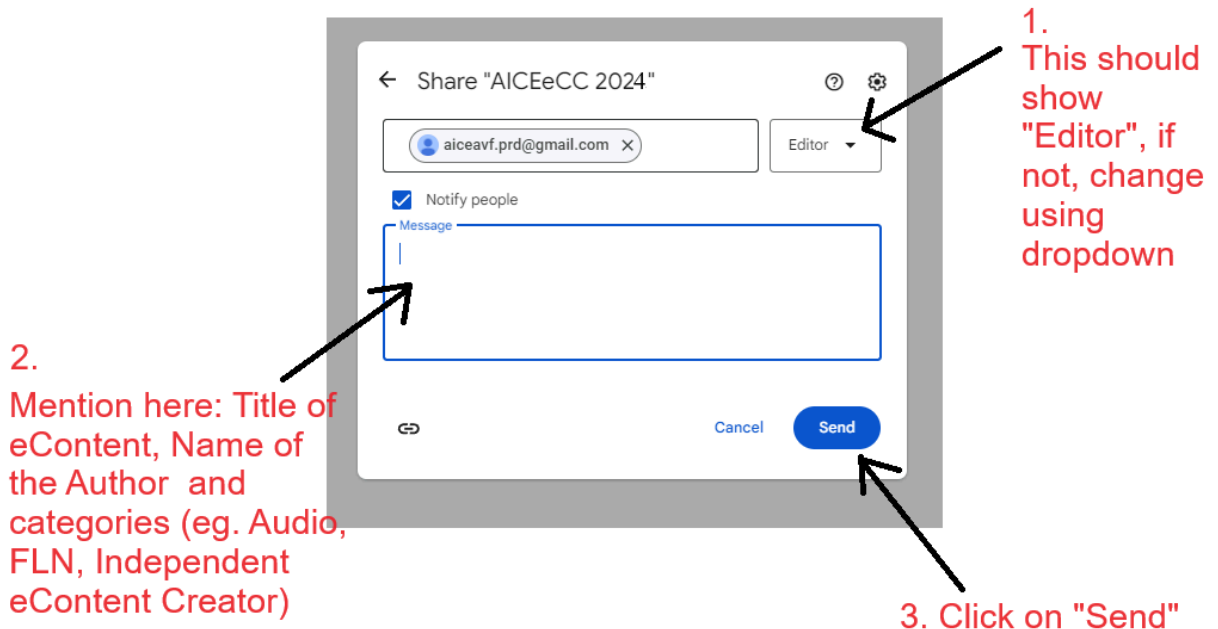 1.
This should
show
"Editor", if
not, change
using
dropdown
Share "AICEeCC 2024"
aiceavf.prd@gmail.com
Editor
Notify people
Message
2.
Mention here: Title of
eContent, Name of
the Author and
categories (eg. Audio,
FLN, Independent
eContent Creator)
Cancel
Send
3. Click on "Send"